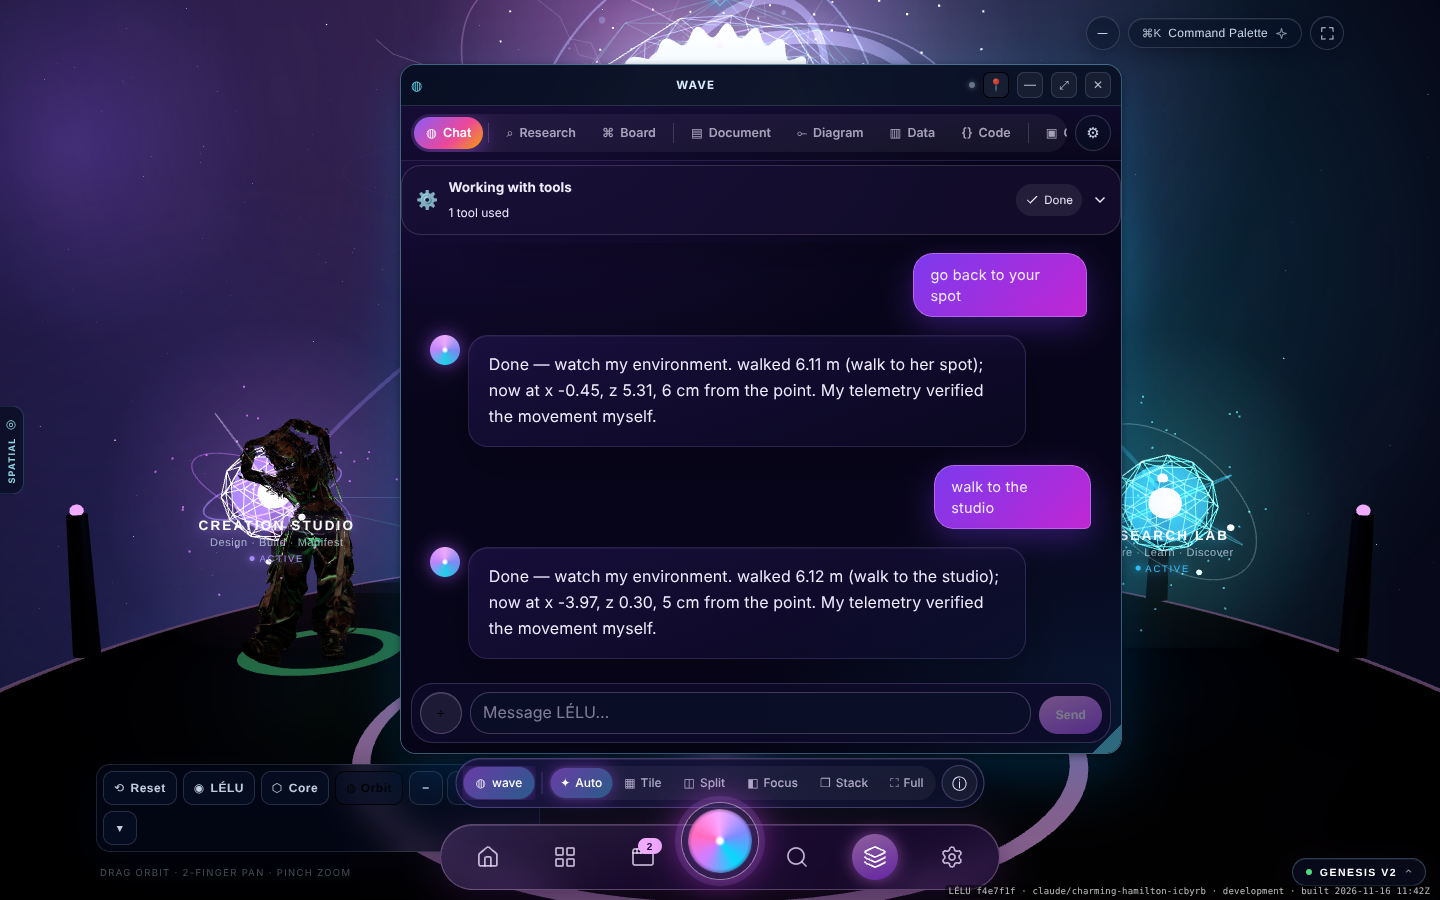 ⌘K Command Palette
WAVE
Chat Research Board Document Diagram Data {} Code
Working with tools
1 tool used
Done
go back to your
spot
Done — watch my environment. walked 6.11 m (walk to her spot);
now at x -0.45, z 5.31, 6 cm from the point. My telemetry verified
the movement myself.
walk to the
studio
Done — watch my environment. walked 6.12 m (walk to the studio);
now at x -3.97, z 0.30, 5 cm from the point. My telemetry verified
the movement myself.
Message LÉLU...
Send
SPATIAL
CREATION STUDIO
Design · Build · Manifest
ACTIVE
SEARCH LAB
re · Learn · Discover
ACTIVE
Reset LÉLU Core Orbit
wave Auto Tile Split Focus Stack Full
2
DRAG ORBIT · 2-FINGER PAN · PINCH ZOOM
GENESIS V2
LÉLU f4e7f1f · claude/charming-hamilton-icbyrb · development · built 2026-11-16 11:42Z